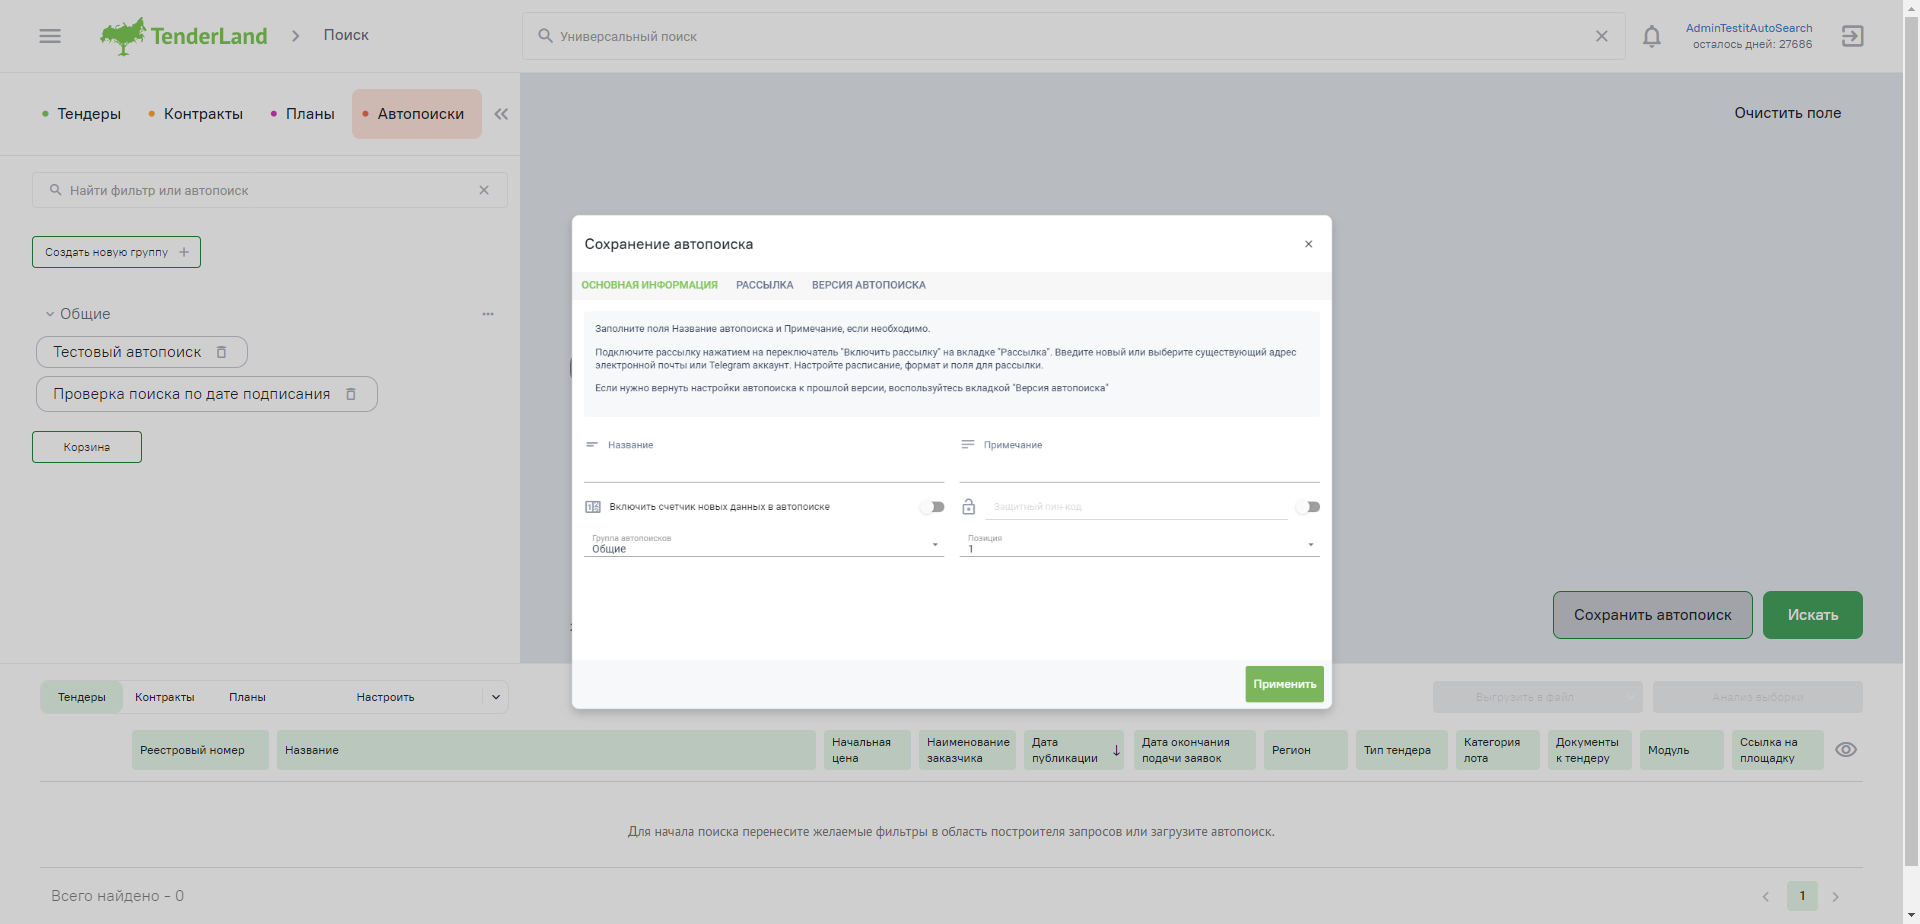 TenderLand
Поиск
Универсальный поиск
AdminTestitAutoSearch
осталось дней: 27686
Тендеры
Контракты
Планы
Автопоиски
Очистить поле
Найти фильтр или автопоиск
Создать новую группу
Общие
Тестовый автопоиск
Проверка поиска по дате подписания
Корзина
Сохранение автопоиска
ОСНОВНАЯ ИНФОРМАЦИЯ
РАССЫЛКА
ВЕРСИЯ АВТОПОИСКА
Заполните поля Название автопоиска и Примечание, если необходимо.
Подключите рассылку нажатием на переключатель "Включить рассылку" на вкладке "Рассылка". Введите новый или выберите существующий адрес
электронной почты или Telegram аккаунт. Настройте расписание, формат и поля для рассылки.
Если нужно вернуть настройки автопоиска к прошлой версии, воспользуйтесь вкладкой "Версия автопоиска"
Название
Примечание
Включить счетчик новых данных в автопоиске
Защитный пин-код
Группа автопоисков
Общие
Позиция
1
Применить
Сохранить автопоиск
Искать
Тендеры
Контракты
Планы
Настроить
Выгрузить в файл
Анализ выборки
Реестровый номер
Название
Начальная
цена
Наименование
заказчика
Дата
публикации
Дата окончания
подачи заявок
Регион
Тип тендера
Категория
лота
Документы
к тендеру
Модуль
Ссылка на
площадку
Для начала поиска перенесите желаемые фильтры в область построителя запросов или загрузите автопоиск.
Всего найдено - 0
1